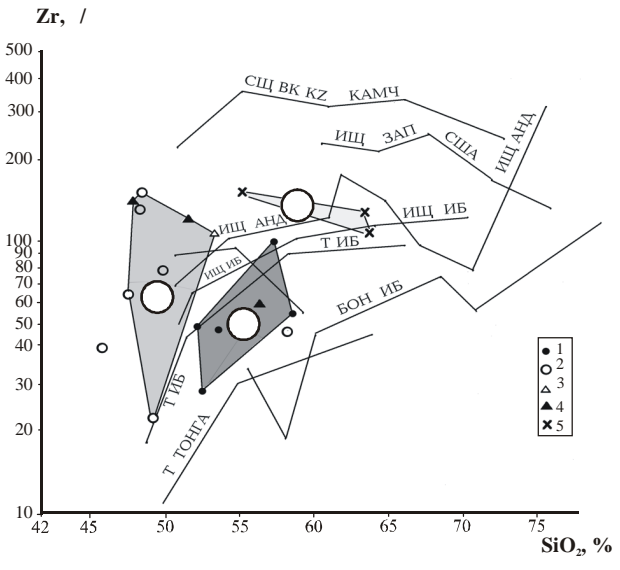 Zr, /
500
400
300
200
100
90
80
70
60
50
40
30
20
10
СЩ ВК KZ КАМЧ
ИЩ ЗАП США
ИЩ АНД
ИЩ АНД
ИЩ ИБ
ИЩ ИБ
Т ИБ
БОН ИБ
Т ИБ
Т ТОНГА
1
2
3
4
5
42 45 50 55 60 65 70 75
SiO₂, %